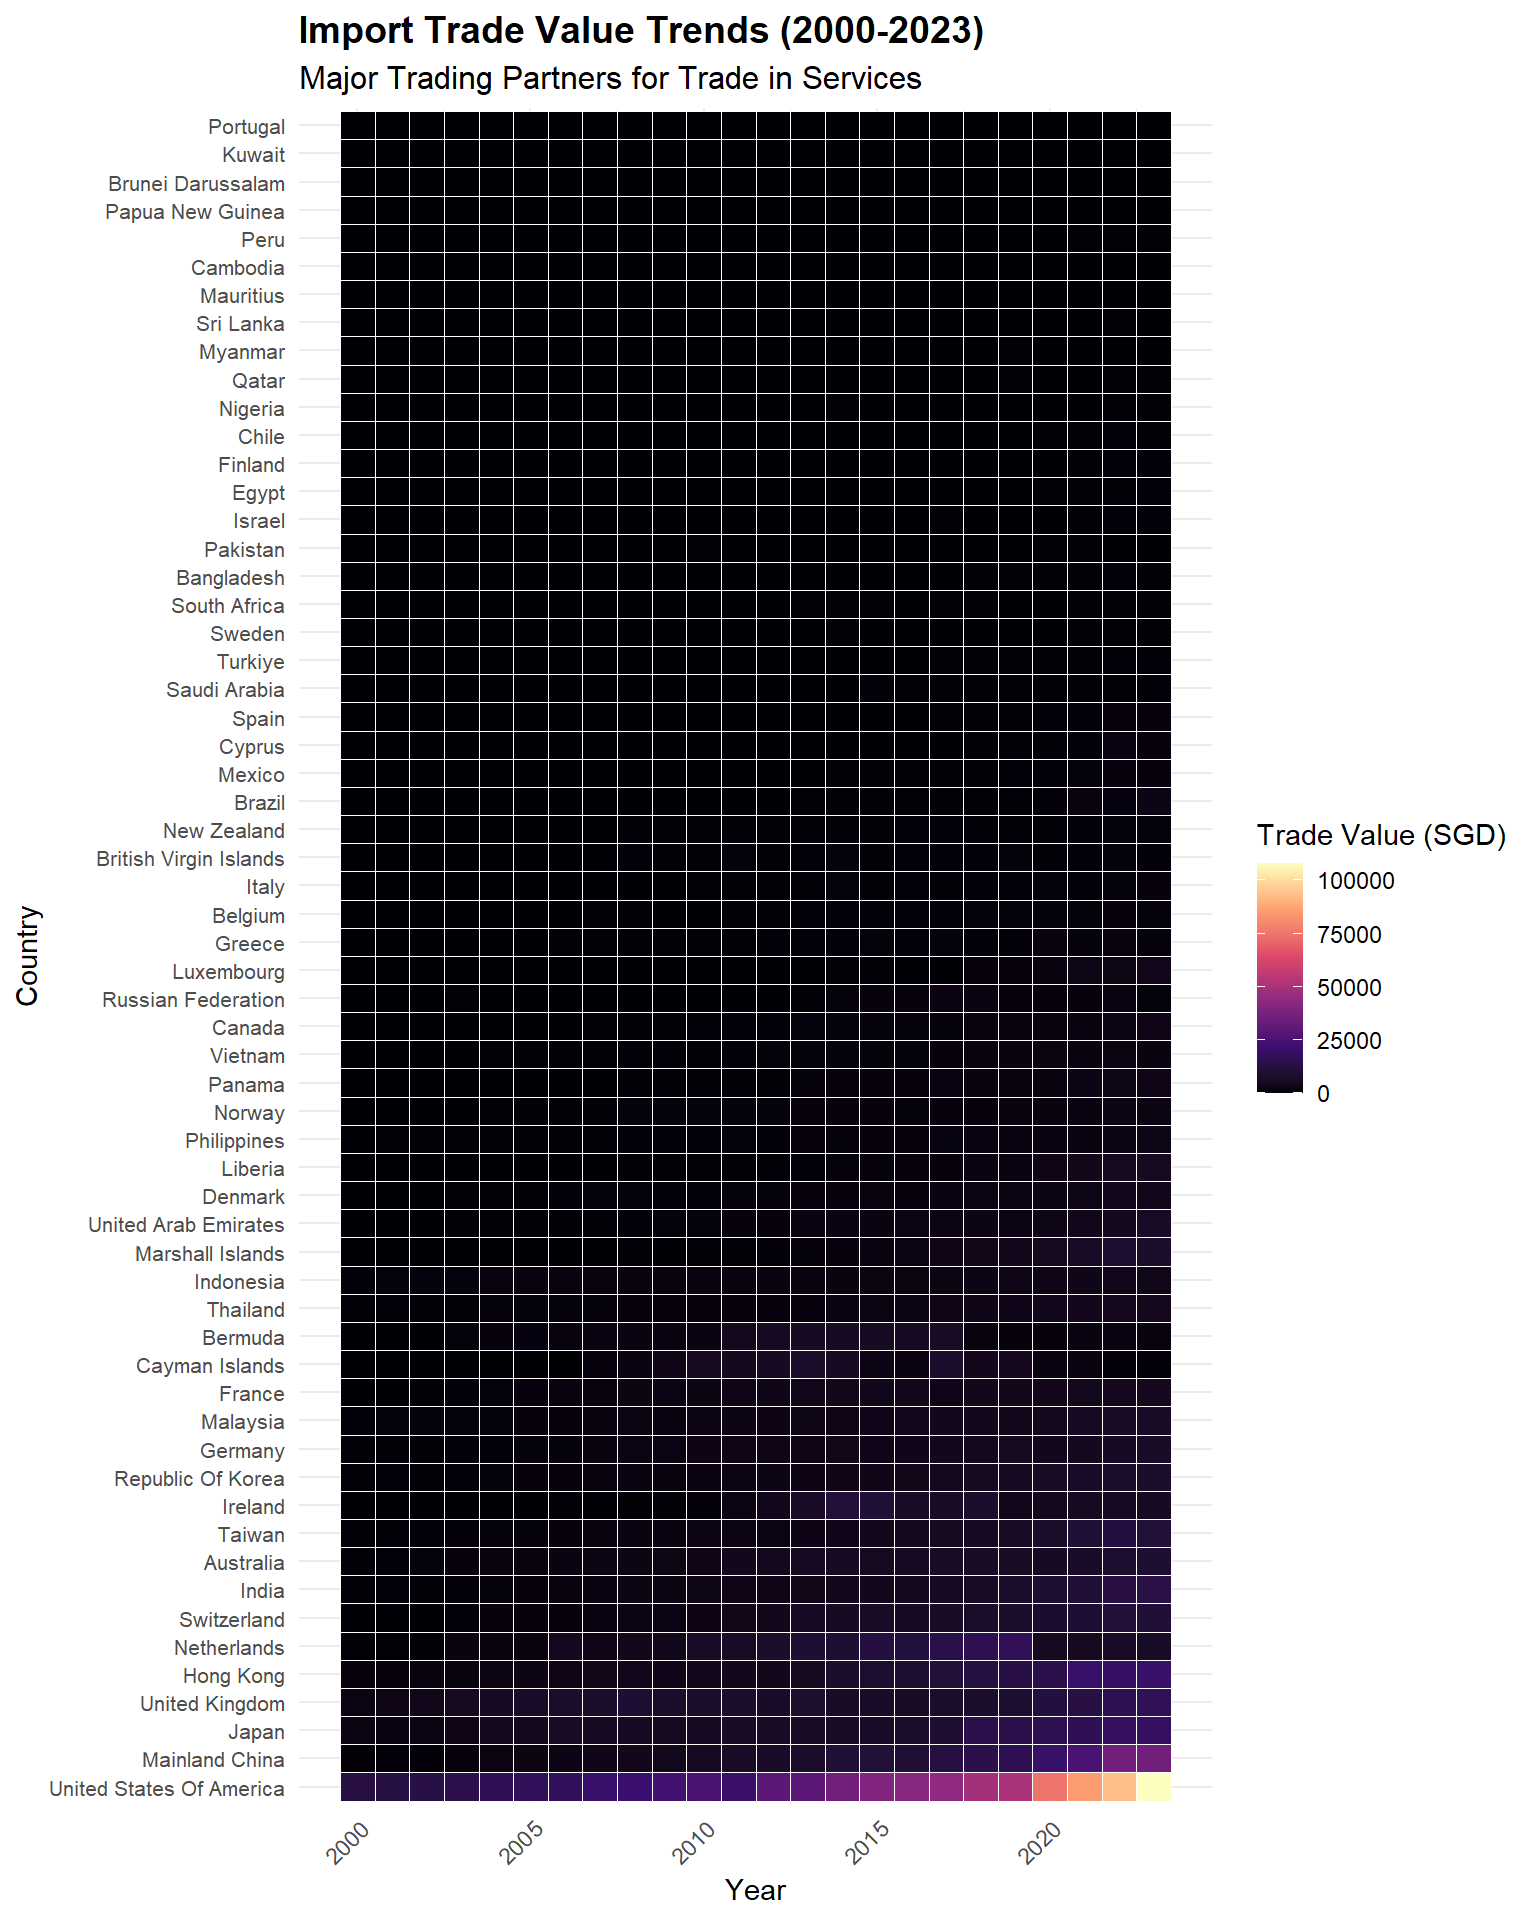 Import Trade Value Trends (2000-2023)
Major Trading Partners for Trade in Services
Portugal
Kuwait
Brunei Darussalam
Papua New Guinea
Peru
Cambodia
Mauritius
Sri Lanka
Myanmar
Qatar
Nigeria
Chile
Finland
Egypt
Israel
Pakistan
Bangladesh
South Africa
Sweden
Turkiye
Saudi Arabia
Spain
Cyprus
Mexico
Brazil
New Zealand
British Virgin Islands
Italy
Belgium
Greece
Luxembourg
Russian Federation
Canada
Vietnam
Panama
Norway
Philippines
Liberia
Denmark
United Arab Emirates
Marshall Islands
Indonesia
Thailand
Bermuda
Cayman Islands
France
Malaysia
Germany
Republic Of Korea
Ireland
Taiwan
Australia
India
Switzerland
Netherlands
Hong Kong
United Kingdom
Japan
Mainland China
United States Of America
Country
2000
2005
2010
2015
2020
Year
Trade Value (SGD)
100000
75000
50000
25000
0